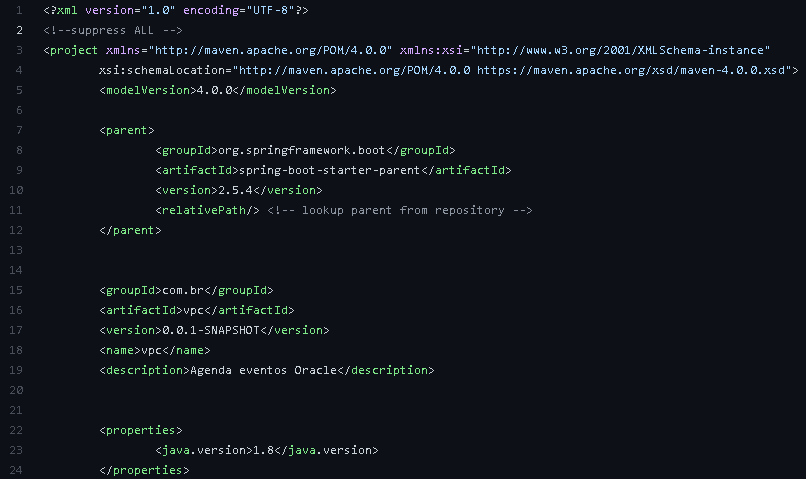 1 <?xml version="1.0" encoding="UTF-8"?>
2 <!--suppress ALL -->
3 <project xmlns="http://maven.apache.org/POM/4.0.0" xmlns:xsi="http://www.w3.org/2001/XMLSchema-instance"
4 xsi:schemaLocation="http://maven.apache.org/POM/4.0.0 https://maven.apache.org/xsd/maven-4.0.0.xsd">
5 <modelVersion>4.0.0</modelVersion>
6
7 <parent>
8 <groupId>org.springframework.boot</groupId>
9 <artifactId>spring-boot-starter-parent</artifactId>
10 <version>2.5.4</version>
11 <relativePath/> <!-- lookup parent from repository -->
12 </parent>
13
14
15 <groupId>com.br</groupId>
16 <artifactId>vpc</artifactId>
17 <version>0.0.1-SNAPSHOT</version>
18 <name>vpc</name>
19 <description>Agenda eventos Oracle</description>
20
21
22 <properties>
23 <java.version>1.8</java.version>
24 </properties>